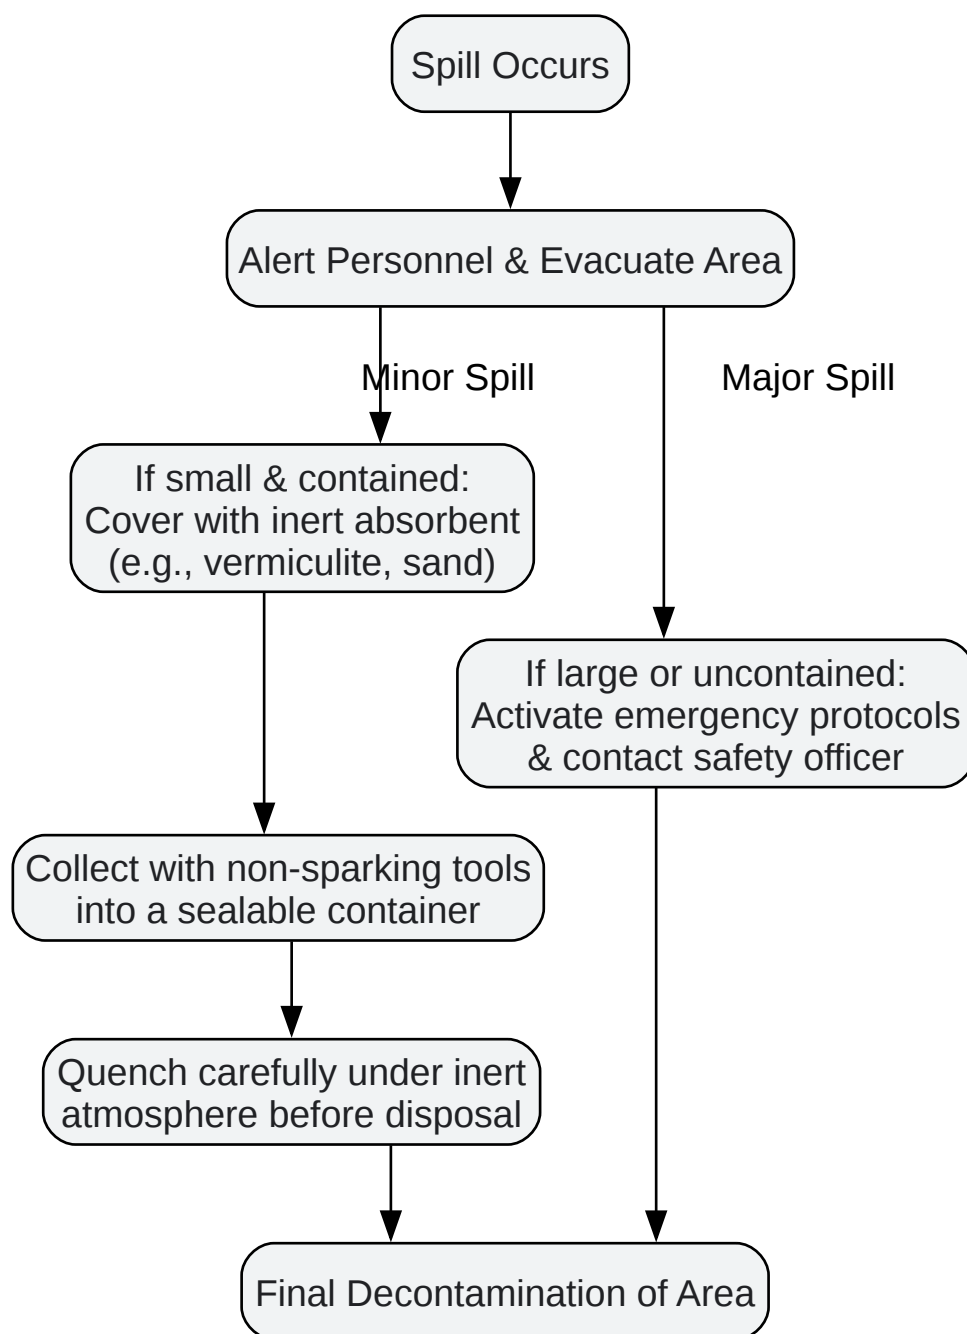 Spill Occurs
Alert Personnel & Evacuate Area
Minor Spill
Major Spill
If small & contained:
Cover with inert absorbent
(e.g., vermiculite, sand)
If large or uncontained:
Activate emergency protocols
& contact safety officer
Collect with non-sparking tools
into a sealable container
Quench carefully under inert
atmosphere before disposal
Final Decontamination of Area